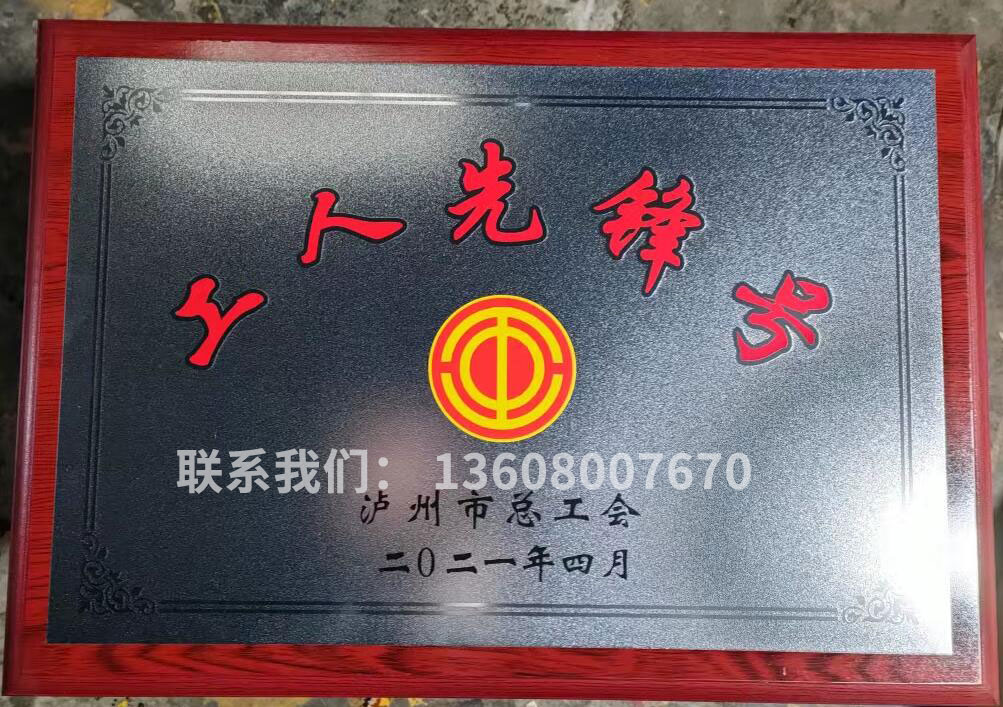 工人先锋号
联系我们： 13608007670
泸州市总工会
二0二一年四月